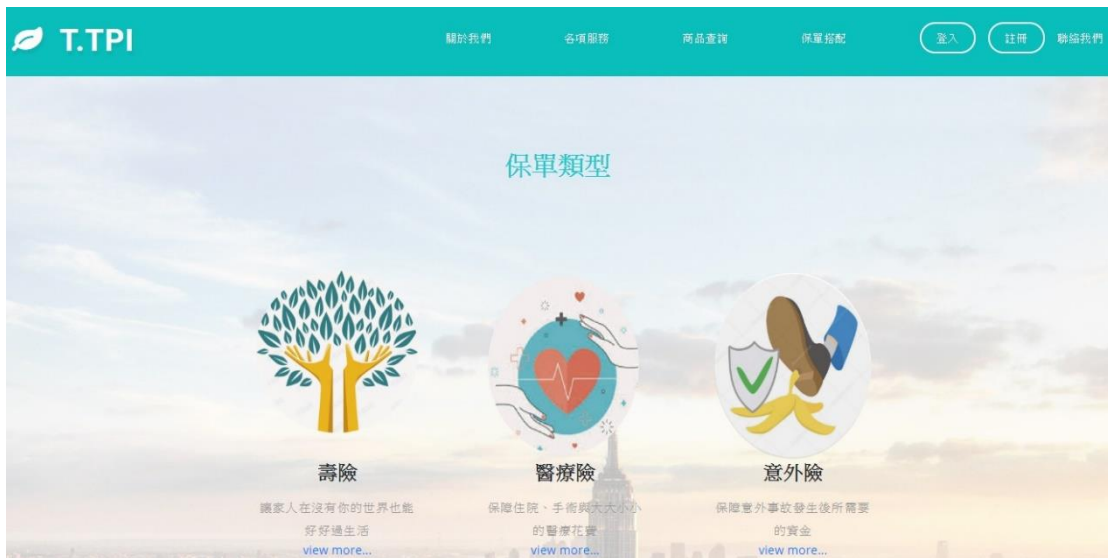 T.TPI
關於我們
各項服務
商品查詢
保單搭配
登入
註冊
聯絡我們
保單類型
壽險
醫療險
意外險
讓家人在沒有你的世界也能
好好過生活
view more...
保障住院、手術與大大小小
的醫療花費
view more...
保障意外事故發生後所需要
的資金
view more...